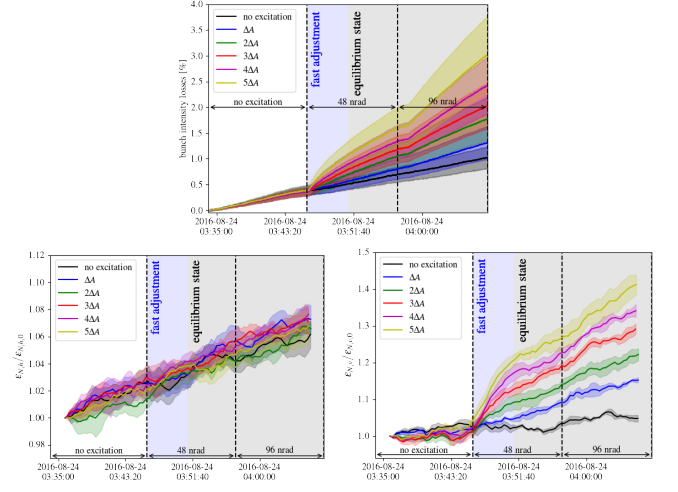 4.0
3.5
3.0
2.5
2.0
1.5
1.0
0.5
0.0
bunch intensity losses [%]
no excitation
ΔA
2ΔA
3ΔA
4ΔA
5ΔA
fast adjustment
equilibrium state
no excitation
48 nrad
96 nrad
2016-08-24
03:35:00
2016-08-24
03:43:20
2016-08-24
03:51:40
2016-08-24
04:00:00
1.12
1.10
1.08
1.06
1.04
1.02
1.00
0.98
εN,h/εN,h,0
no excitation
ΔA
2ΔA
3ΔA
4ΔA
5ΔA
fast adjustment
equilibrium state
no excitation
48 nrad
96 nrad
2016-08-24
03:35:00
2016-08-24
03:43:20
2016-08-24
03:51:40
2016-08-24
04:00:00
1.5
1.4
1.3
1.2
1.1
1.0
εN,v/εN,v,0
no excitation
ΔA
2ΔA
3ΔA
4ΔA
5ΔA
fast adjustment
equilibrium state
no excitation
48 nrad
96 nrad
2016-08-24
03:35:00
2016-08-24
03:43:20
2016-08-24
03:51:40
2016-08-24
04:00:00